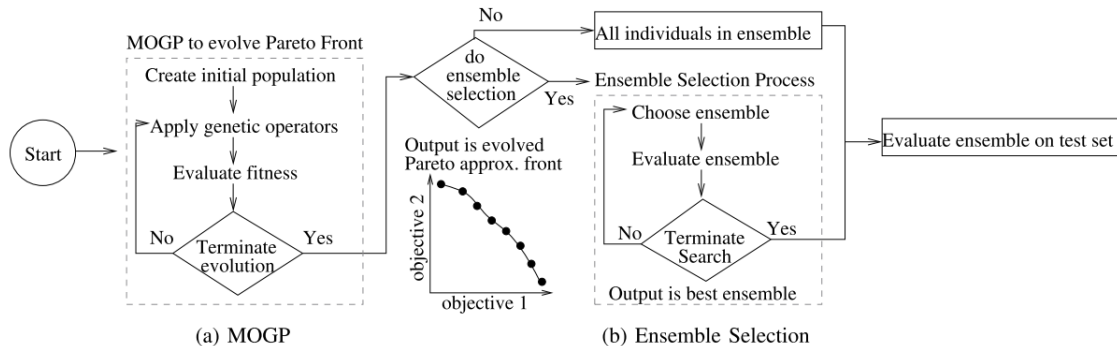 No
All individuals in ensemble
MOGP to evolve Pareto Front
Create initial population
do
ensemble
selection
Yes
Ensemble Selection Process
Start
Apply genetic operators
Evaluate fitness
No
Terminate
evolution
Yes
Output is evolved
Pareto approx. front
objective 2
objective 1
Choose ensemble
Evaluate ensemble
No
Terminate
Search
Yes
Output is best ensemble
Evaluate ensemble on test set
(a) MOGP
(b) Ensemble Selection